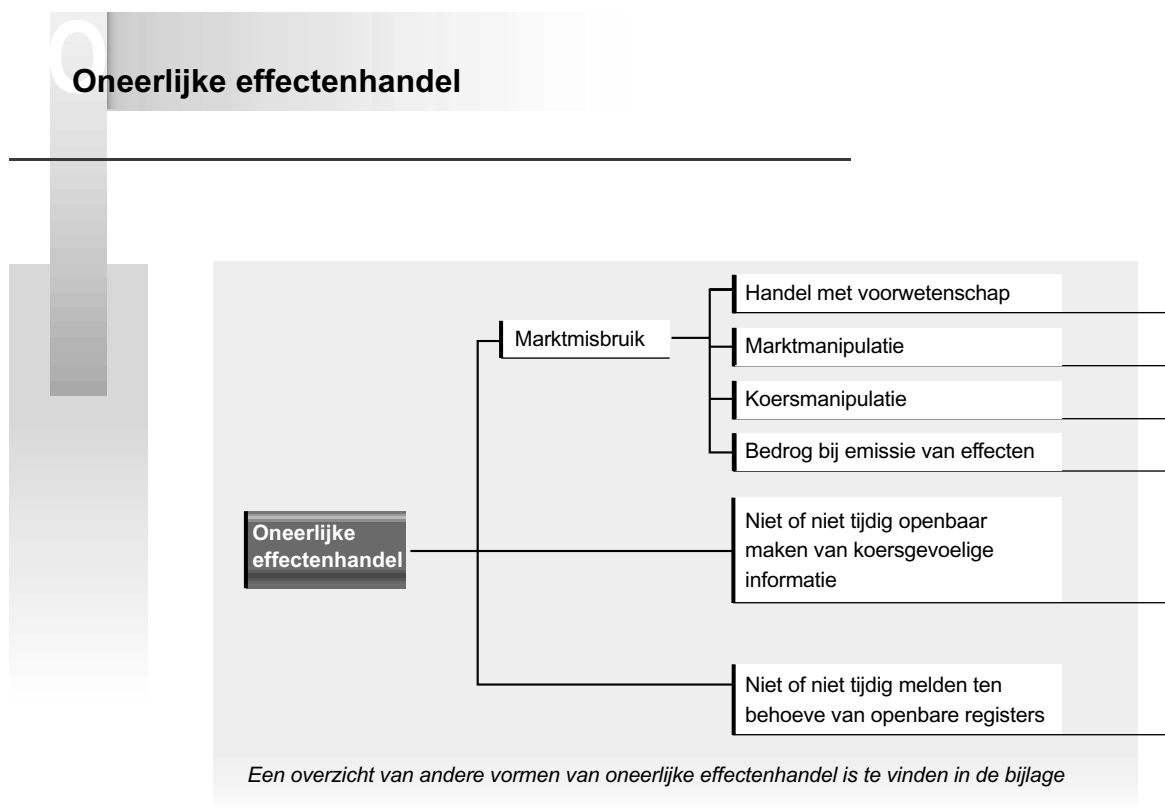 O
Oneerlijke effectenhandel
Handel met voorwetenschap
Marktmisbruik
Marktmanipulatie
Koersmanipulatie
Bedrog bij emissie van effecten
Oneerlijke
effectenhandel
Niet of niet tijdig openbaar
maken van koersgevoelige
informatie
Niet of niet tijdig melden ten
behoeve van openbare registers
Een overzicht van andere vormen van oneerlijke effectenhandel is te vinden in de bijlage